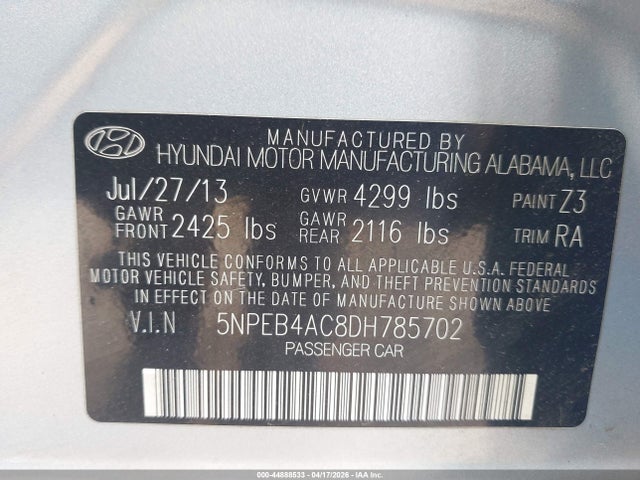 MANUFACTURED BY
HYUNDAI MOTOR MANUFACTURING ALABAMA, LLC
Jul/27/13 GVWR 4299 lbs PAINT Z3
GAWR FRONT 2425 lbs GAWR REAR 2116 lbs TRIM RA
THIS VEHICLE CONFORMS TO ALL APPLICABLE U.S.A. FEDERAL
MOTOR VEHICLE SAFETY, BUMPER, AND THEFT PREVENTION STANDARDS
IN EFFECT ON THE DATE OF MANUFACTURE SHOWN ABOVE
V.I.N 5NPEB4AC8DH785702
PASSENGER CAR
000-44888533 - 04/17/2026 - IAA Inc.